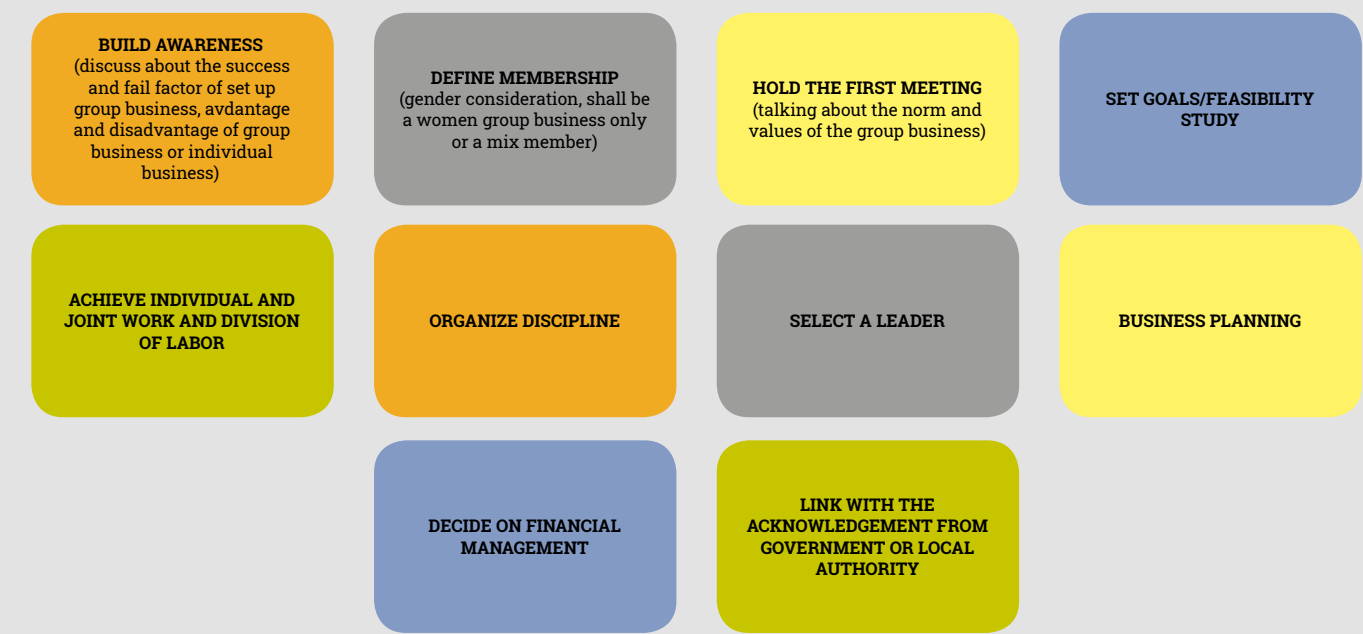 BUILD AWARENESS
(discuss about the success
and fail factor of set up
group business, avdantage
and disadvantage of group
business or individual
business)
DEFINE MEMBERSHIP
(gender consideration, shall be
a women group business only
or a mix member)
HOLD THE FIRST MEETING
(talking about the norm and
values of the group business)
SET GOALS/FEASIBILITY
STUDY
ACHIEVE INDIVIDUAL AND
JOINT WORK AND DIVISION
OF LABOR
ORGANIZE DISCIPLINE
SELECT A LEADER
BUSINESS PLANNING
DECIDE ON FINANCIAL
MANAGEMENT
LINK WITH THE
ACKNOWLEDGEMENT FROM
GOVERNMENT OR LOCAL
AUTHORITY